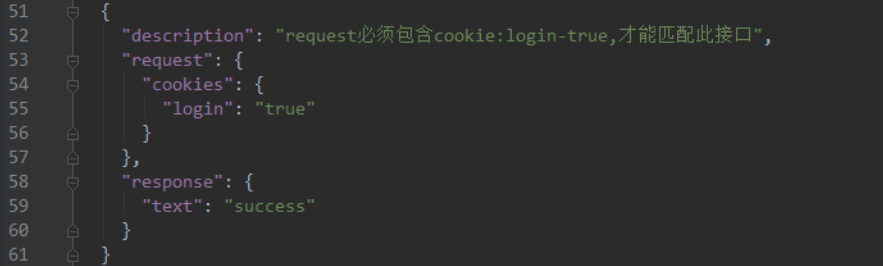 51 {
52 "description": "request必须包含cookie:login-true,才能匹配此接口",
53 "request": {
54 "cookies": {
55 "login": "true"
56 }
57 },
58 "response": {
59 "text": "success"
60 }
61 }